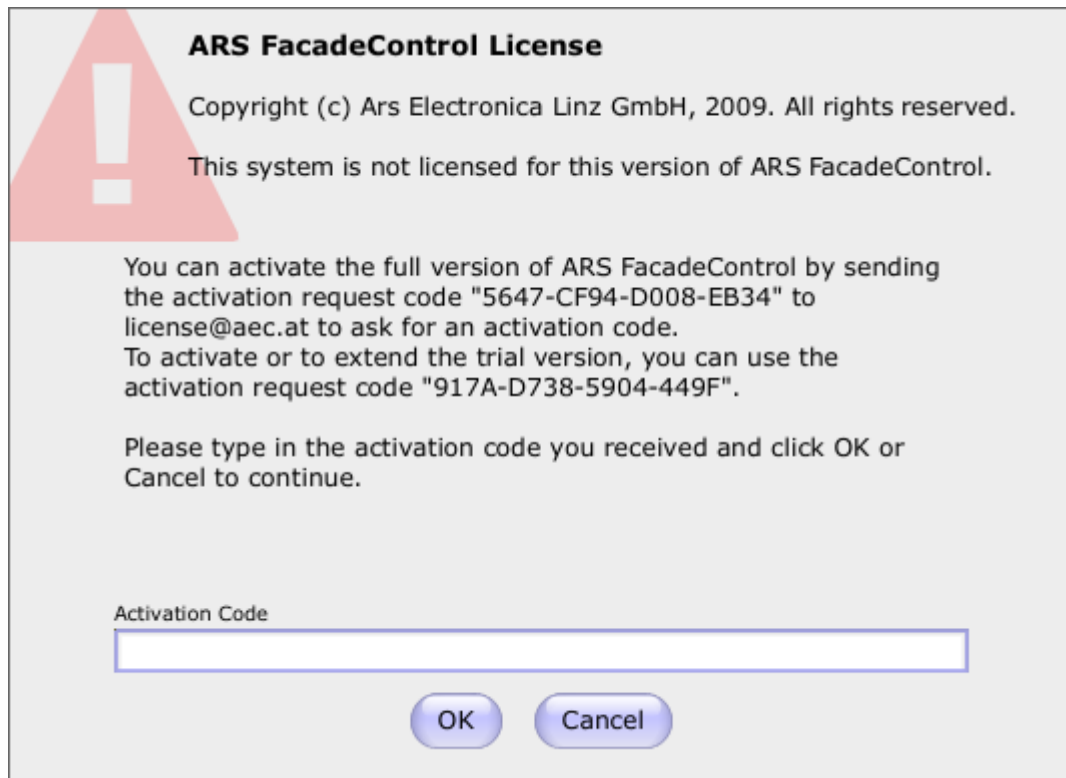 ARS FacadeControl License
Copyright (c) Ars Electronica Linz GmbH, 2009. All rights reserved.
This system is not licensed for this version of ARS FacadeControl.
You can activate the full version of ARS FacadeControl by sending
the activation request code "5647-CF94-D008-EB34" to
license@aec.at to ask for an activation code.
To activate or to extend the trial version, you can use the
activation request code "917A-D738-5904-449F".
Please type in the activation code you received and click OK or
Cancel to continue.
Activation Code
OK Cancel